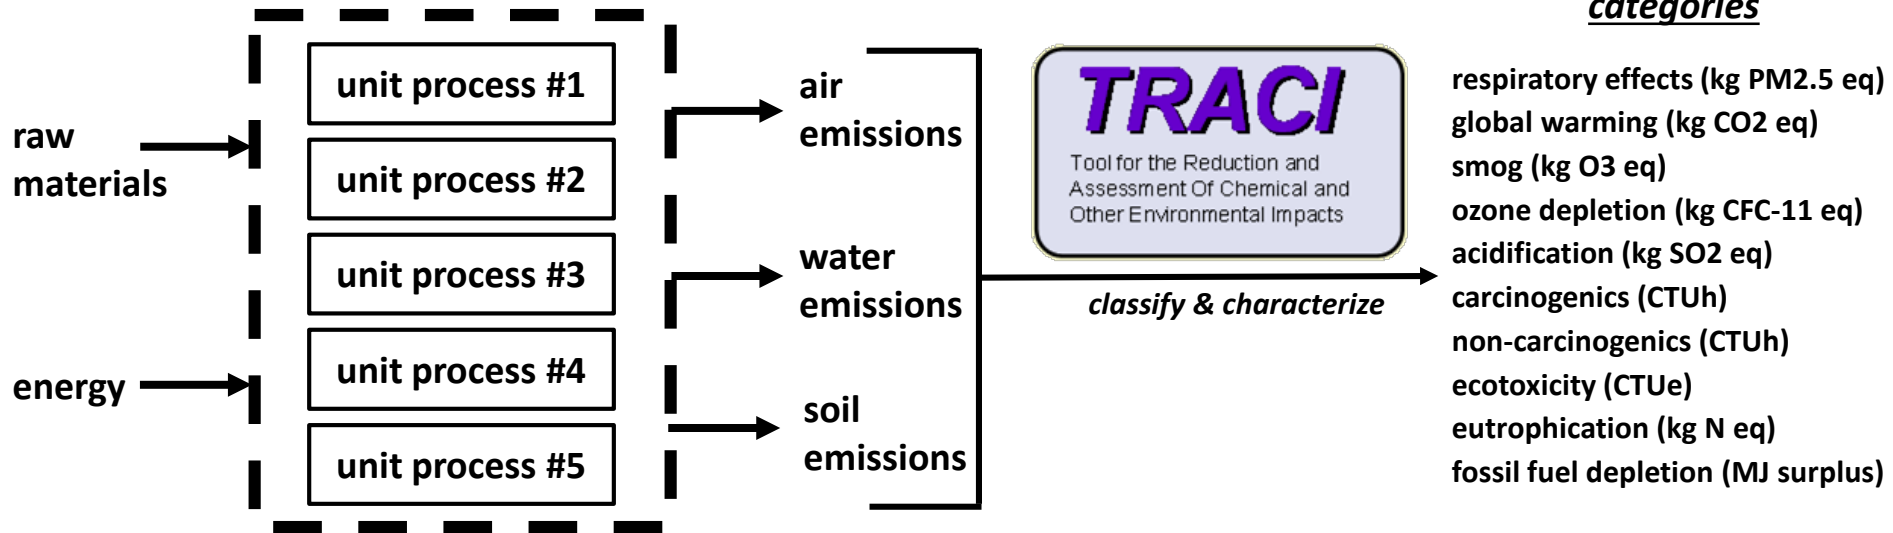 categories
unit process #1
unit process #2
unit process #3
unit process #4
unit process #5
raw
materials
energy
air
emissions
water
emissions
soil
emissions
TRACI
Tool for the Reduction and
Assessment Of Chemical and
Other Environmental Impacts
classify & characterize
respiratory effects (kg PM2.5 eq)
global warming (kg CO2 eq)
smog (kg O3 eq)
ozone depletion (kg CFC-11 eq)
acidification (kg SO2 eq)
carcinogenics (CTUh)
non-carcinogenics (CTUh)
ecotoxicity (CTUe)
eutrophication (kg N eq)
fossil fuel depletion (MJ surplus)